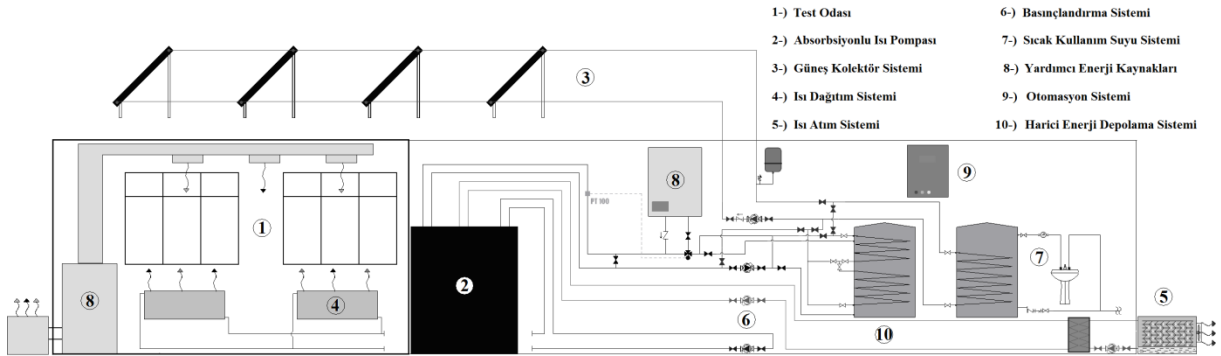 1-) Test Odası
2-) Absorbsiyonlu Isı Pompası
3-) Güneş Kolektör Sistemi
4-) Isı Dağıtım Sistemi
5-) Isı Atım Sistemi
6-) Basınçlandırma Sistemi
7-) Sıcak Kullanım Suyu Sistemi
8-) Yardımcı Enerji Kaynakları
9-) Otomasyon Sistemi
10-) Harici Enerji Depolama Sistemi
3
8
9
PT 100
1
7
8
4
2
6
10
5